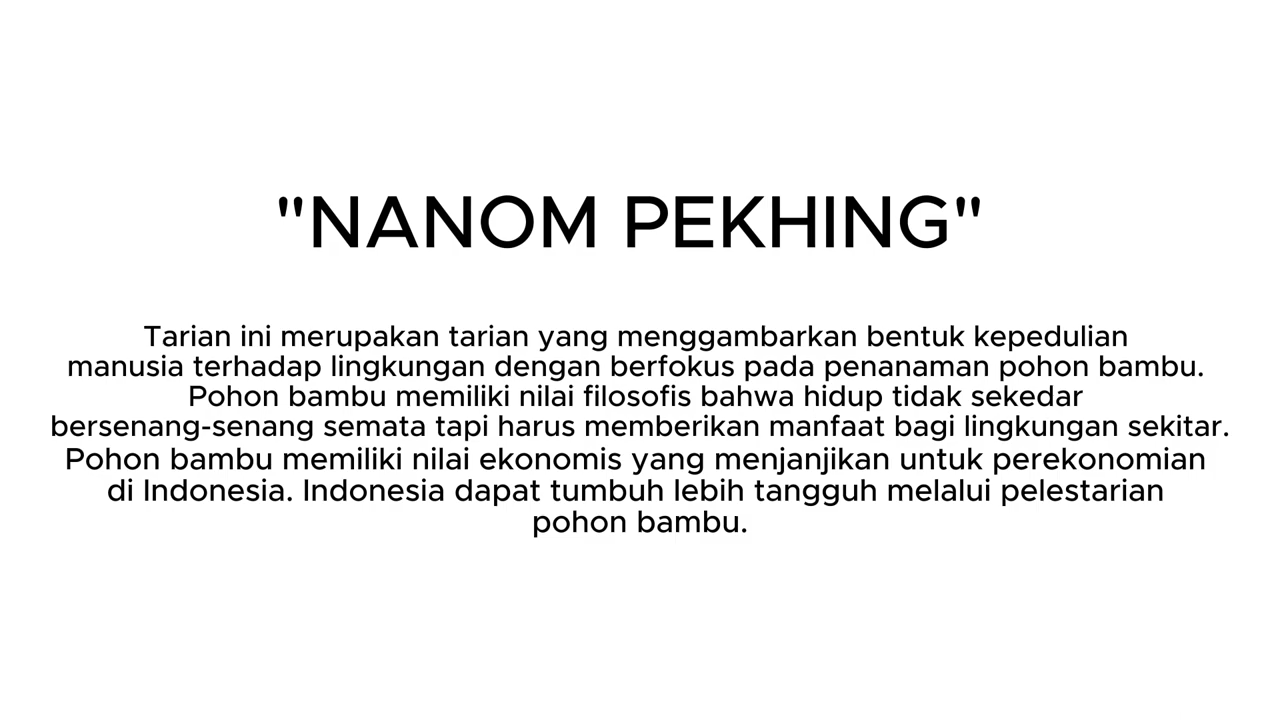 "NANOM PEKHING"
Tarian ini merupakan tarian yang menggambarkan bentuk kepedulian
manusia terhadap lingkungan dengan berfokus pada penanaman pohon bambu.
Pohon bambu memiliki nilai filosofis bahwa hidup tidak sekedar
bersenang-senang semata tapi harus memberikan manfaat bagi lingkungan sekitar.
Pohon bambu memiliki nilai ekonomis yang menjanjikan untuk perekonomian
di Indonesia. Indonesia dapat tumbuh lebih tangguh melalui pelestarian
pohon bambu.